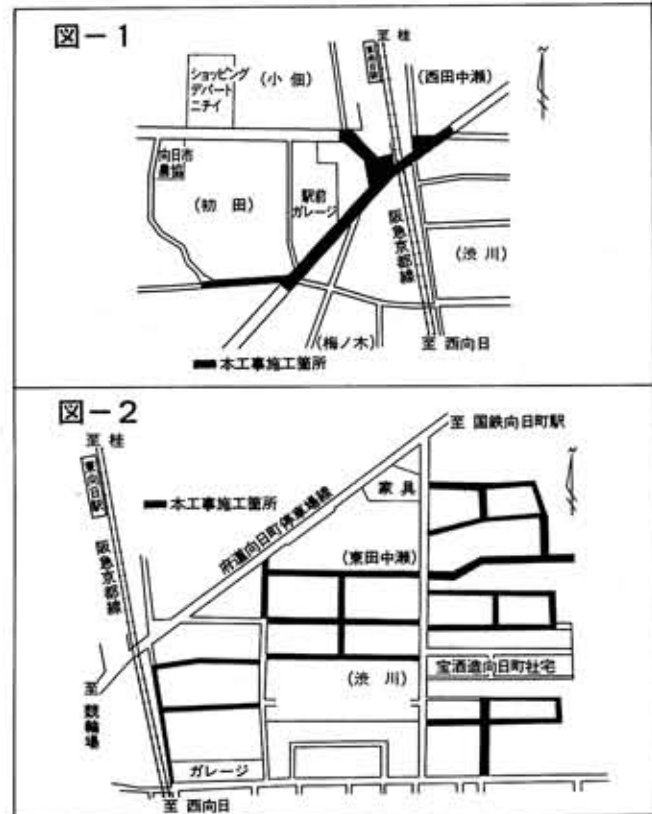 図－1
至 桂
東向日駅
(西田中瀬)
ショッピング
デパート
ニチイ
(小佃)
向日市
農協
(初 田)
駅前
ガレージ
阪急京都線
(渋川)
(梅ノ木)
至 西向日
本工事施工箇所
図－2
至 国鉄向日町駅
至 桂
東向日駅
本工事施工箇所
家具
府道向日町停車場線
阪急京都線
(東田中瀬)
(渋 川)
宝酒造向日町社宅
至 競輪場
ガレージ
至 西向日